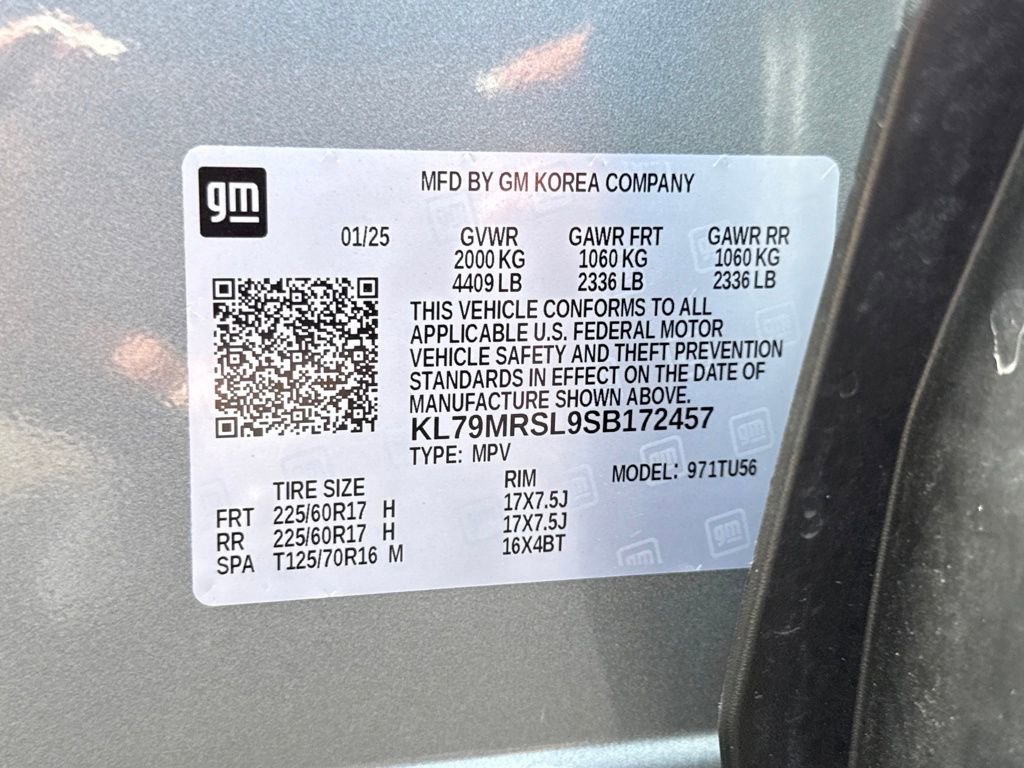 gm
MFD BY GM KOREA COMPANY
01/25 GVWR GAWR FRT GAWR RR
2000 KG 1060 KG 1060 KG
4409 LB 2336 LB 2336 LB
THIS VEHICLE CONFORMS TO ALL
APPLICABLE U.S. FEDERAL MOTOR
VEHICLE SAFETY AND THEFT PREVENTION
STANDARDS IN EFFECT ON THE DATE OF
MANUFACTURE SHOWN ABOVE.
KL79MRSL9SB172457
TYPE: MPV MODEL: 971TU56
TIRE SIZE RIM
FRT 225/60R17 H 17X7.5J
RR 225/60R17 H 17X7.5J
SPA T125/70R16 M 16X4BT
gm
gm